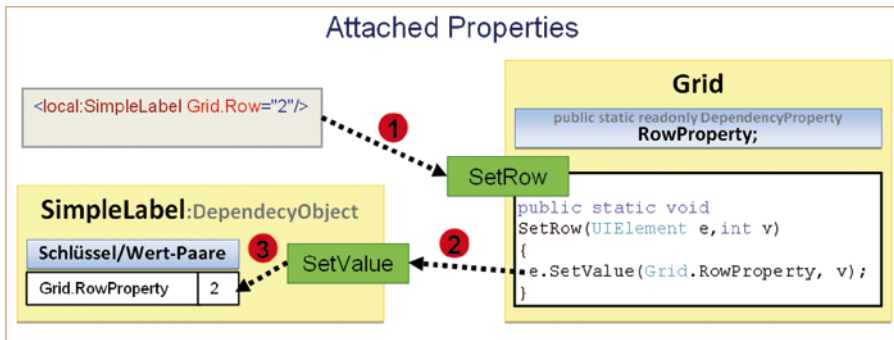 Attached Properties
<local:SimpleLabel Grid.Row="2"/>
1
Grid
public static readonly DependencyProperty
RowProperty;
SetRow
public static void
SetRow(UIElement e,int v)
{
e.SetValue(Grid.RowProperty, v);
}
2
SetValue
3
SimpleLabel:DependecyObject
Schlüssel/Wert-Paare
Grid.RowProperty 2